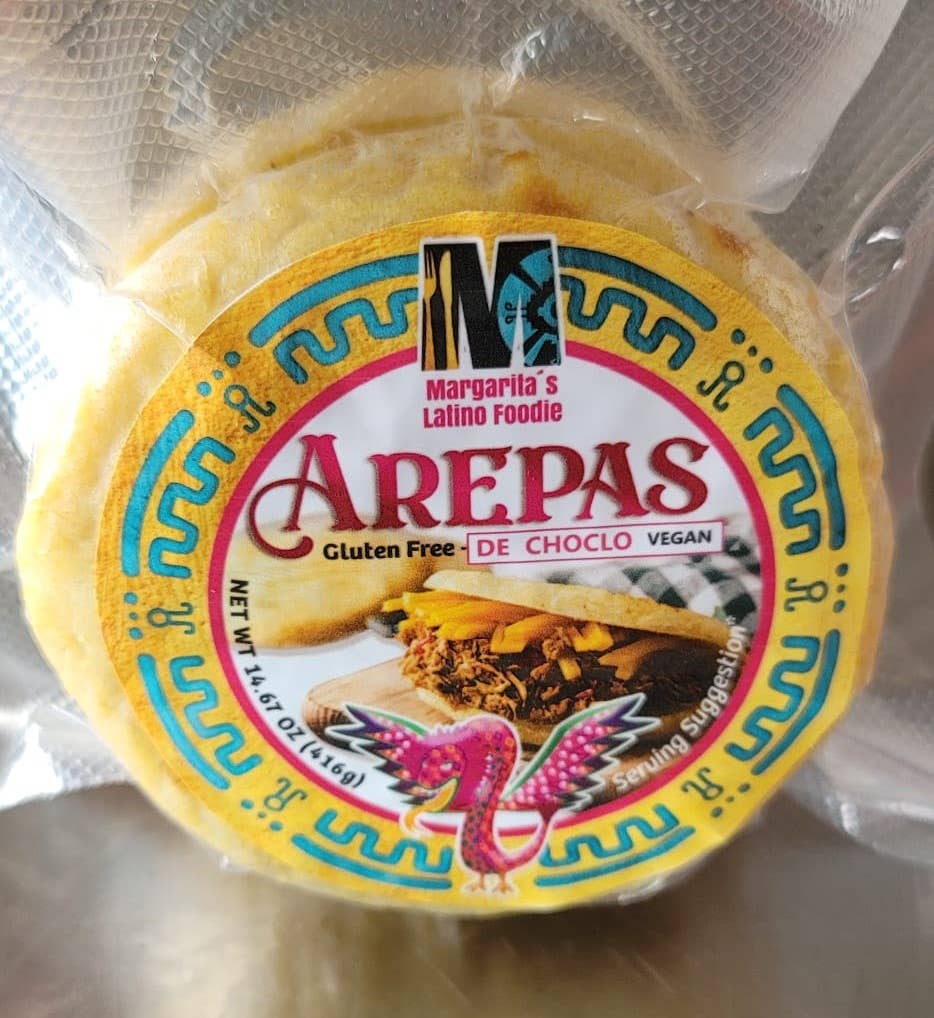 M
Margarita´s
Latino Foodie
AREPAS
Gluten Free - DE CHOCLO VEGAN
NET WT 14.67 OZ (416g)
Serving Suggestion*